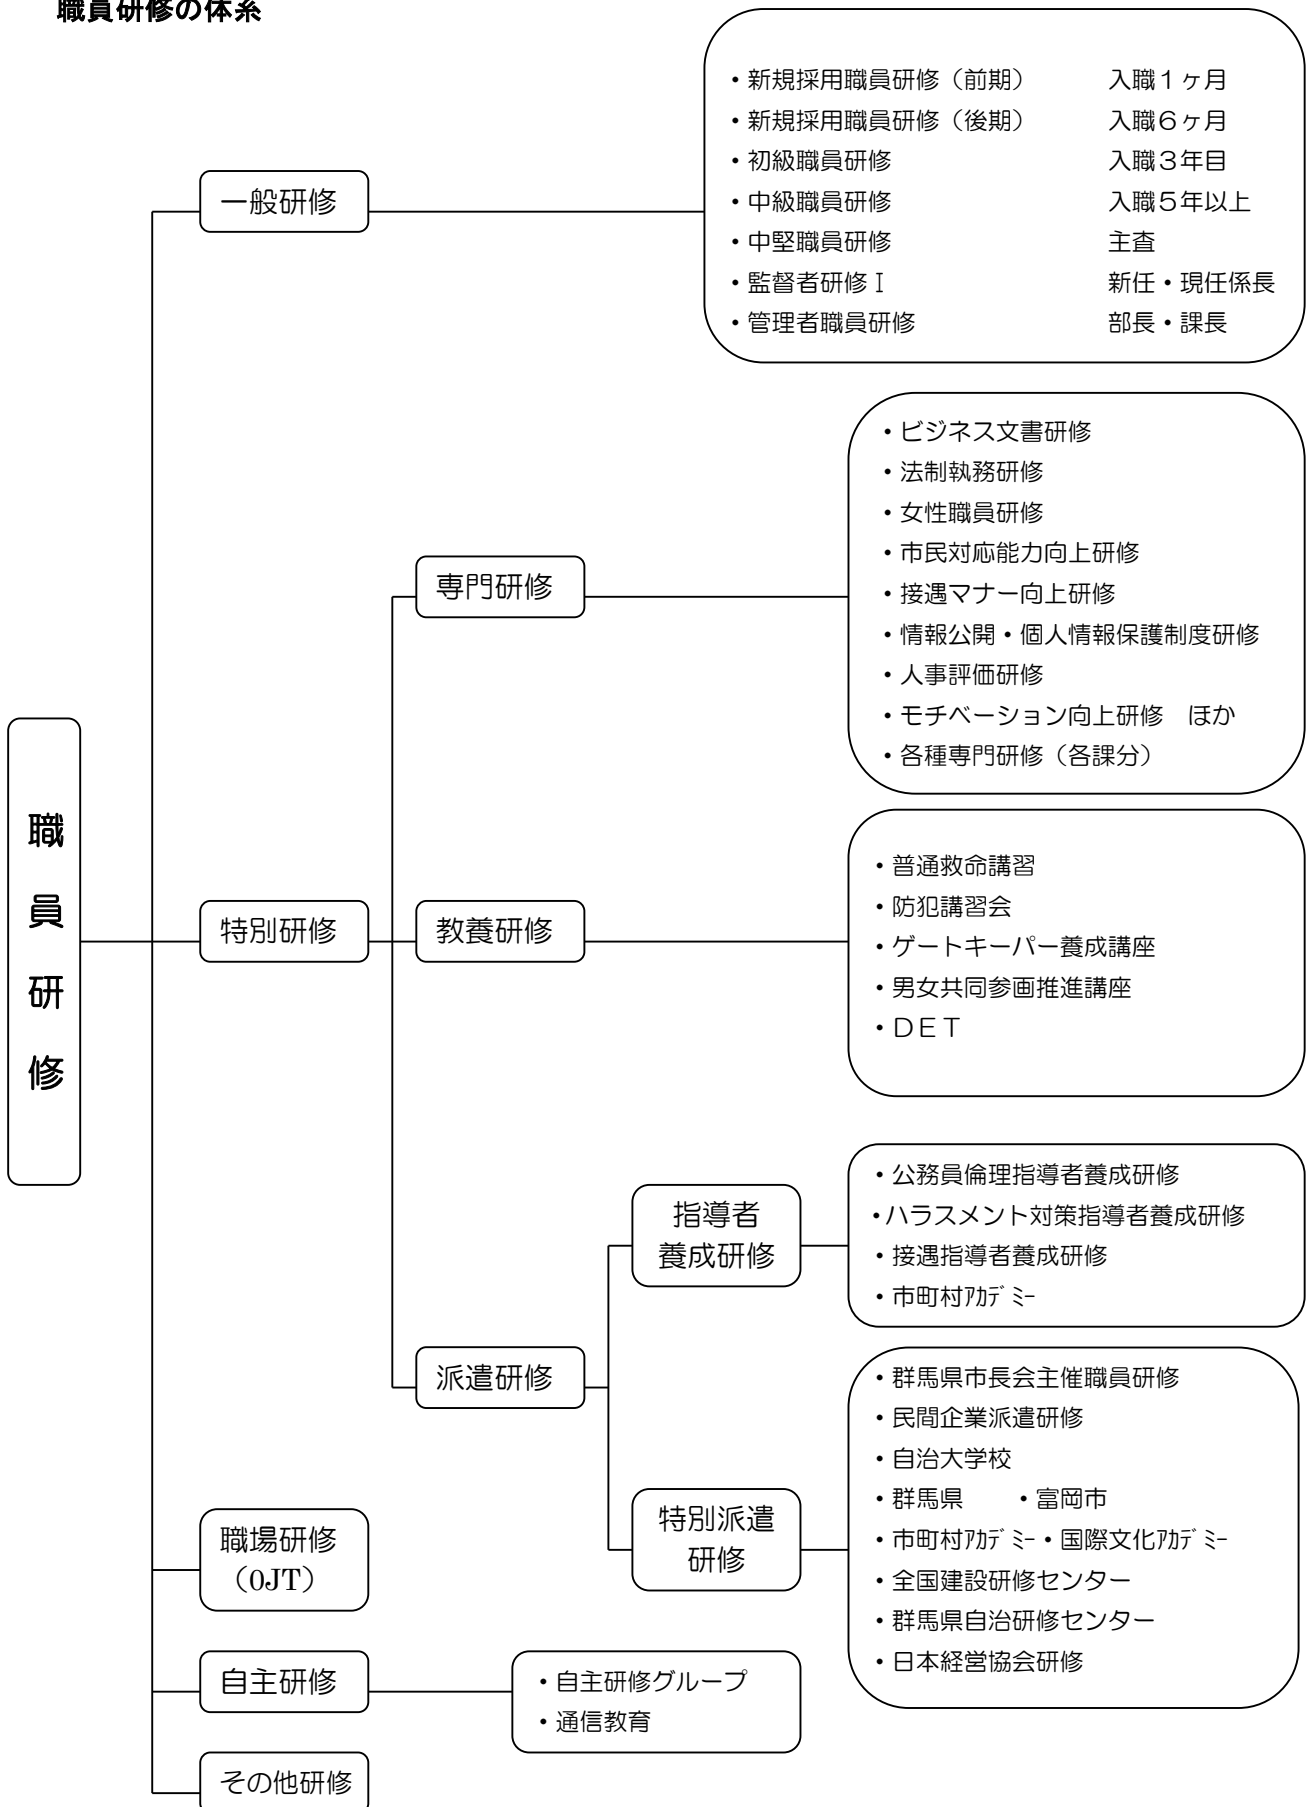 職員研修の体系
・新規採用職員研修（前期）　入職１ヶ月
・新規採用職員研修（後期）　入職６ヶ月
・初級職員研修　入職３年目
・中級職員研修　入職５年以上
・中堅職員研修　主査
・監督者研修Ⅰ　新任・現任係長
・管理者職員研修　部長・課長
一般研修
・ビジネス文書研修
・法制執務研修
・女性職員研修
・市民対応能力向上研修
・接遇マナー向上研修
・情報公開・個人情報保護制度研修
・人事評価研修
・モチベーション向上研修　ほか
・各種専門研修（各課分）
専門研修
職員研修
特別研修
教養研修
・普通救命講習
・防犯講習会
・ゲートキーパー養成講座
・男女共同参画推進講座
・ＤＥＴ
指導者
養成研修
・公務員倫理指導者養成研修
・ハラスメント対策指導者養成研修
・接遇指導者養成研修
・市町村ｱｶﾃﾞﾐｰ
派遣研修
・群馬県市長会主催職員研修
・民間企業派遣研修
・自治大学校
・群馬県　　・富岡市
・市町村ｱｶﾃﾞﾐｰ・国際文化ｱｶﾃﾞﾐｰ
・全国建設研修センター
・群馬県自治研修センター
・日本経営協会研修
特別派遣
研修
職場研修
（OJT）
自主研修
・自主研修グループ
・通信教育
その他研修